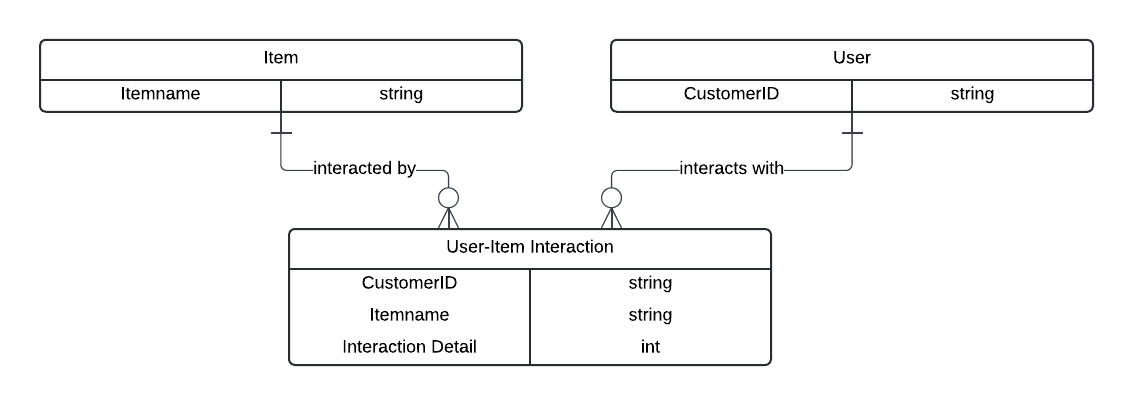 Item
Itemname string
User
CustomerID string
interacted by
interacts with
User-Item Interaction
CustomerID string
Itemname string
Interaction Detail int